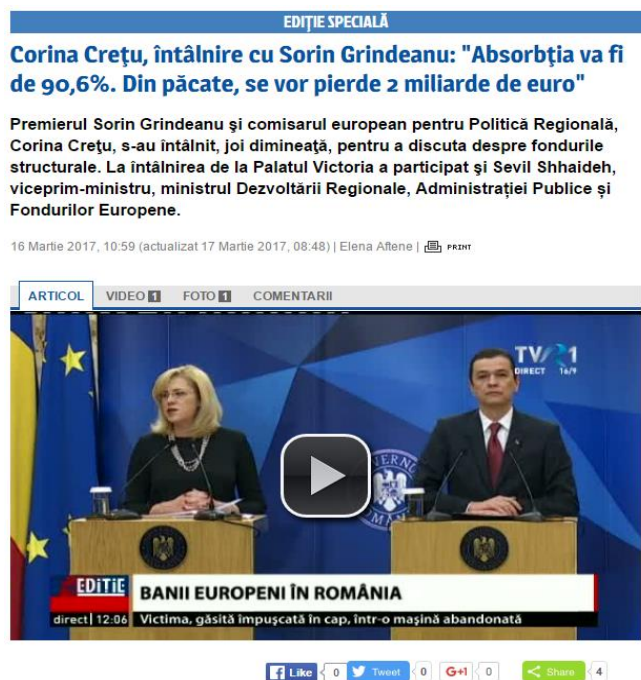 EDIŢIE SPECIALĂ
Corina Creţu, întâlnire cu Sorin Grindeanu: "Absorbţia va fi
de 90,6%. Din păcate, se vor pierde 2 miliarde de euro"
Premierul Sorin Grindeanu şi comisarul european pentru Politică Regională,
Corina Creţu, s-au întâlnit, joi dimineaţă, pentru a discuta despre fondurile
structurale. La întâlnirea de la Palatul Victoria a participat şi Sevil Shhaideh,
viceprim-ministru, ministrul Dezvoltării Regionale, Administrației Publice și
Fondurilor Europene.
16 Martie 2017, 10:59 (actualizat 17 Martie 2017, 08:48) | Elena Aftene | PRINT
ARTICOL VIDEO 1 FOTO 1 COMENTARII
TVR1
DIRECT 16/9
EDIŢIE
BANII EUROPENI ÎN ROMÂNIA
direct 12:06 Victima, găsită împuşcată în cap, într-o maşină abandonată
Like 0 Tweet 0 G+1 0 Share 4